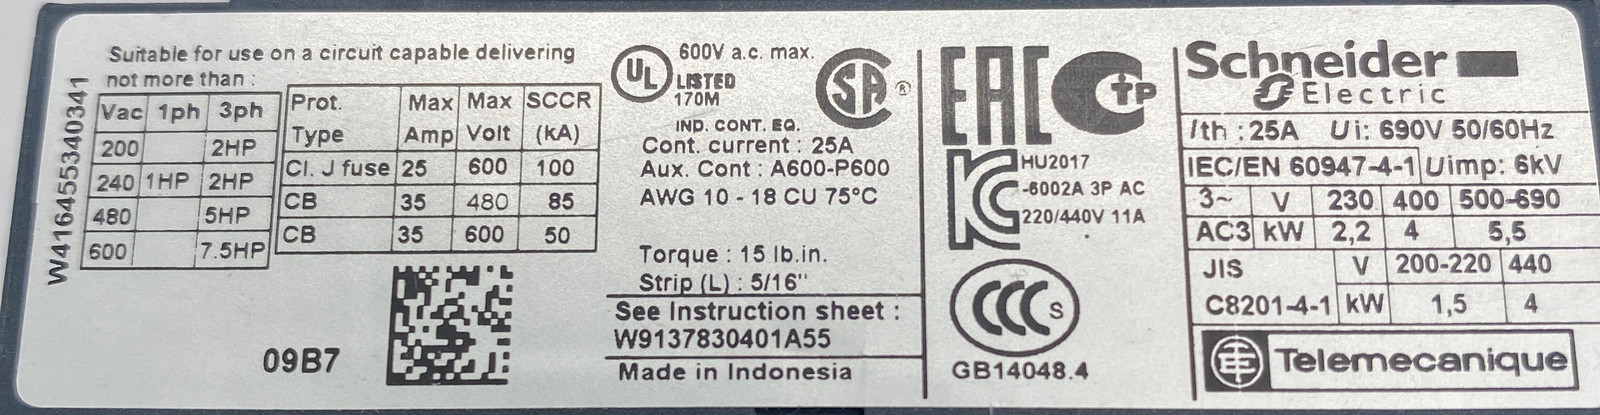 W41645534034​1
Suitable for use on a circuit capable delivering
not more than :
Vac 1ph 3ph
200 2HP
240 1HP 2HP
480 5HP
600 7.5HP
Prot. Type Max Amp Max Volt SCCR (kA)
Cl. J fuse 25 600 100
CB 35 480 85
CB 35 600 50
09B7
UL LISTED 170M
600V a.c. max.
SA ®
IND. CONT. EQ.
Cont. current : 25A
Aux. Cont : A600-P600
AWG 10 - 18 CU 75°C
Torque : 15 lb.in.
Strip (L) : 5/16"
See Instruction sheet :
W9137830401A55
Made in Indonesia
EAC
HU2017
-6002A 3P AC
220/440V 11A
CCC S
GB14048.4
Schneider
Electric
Ith : 25A Ui: 690V 50/60Hz
IEC/EN 60947-4-1 Uimp: 6kV
3~ V 230 400 500-690
AC3 kW 2,2 4 5,5
JIS V 200-220 440
C8201-4-1 kW 1,5 4
Telemecanique